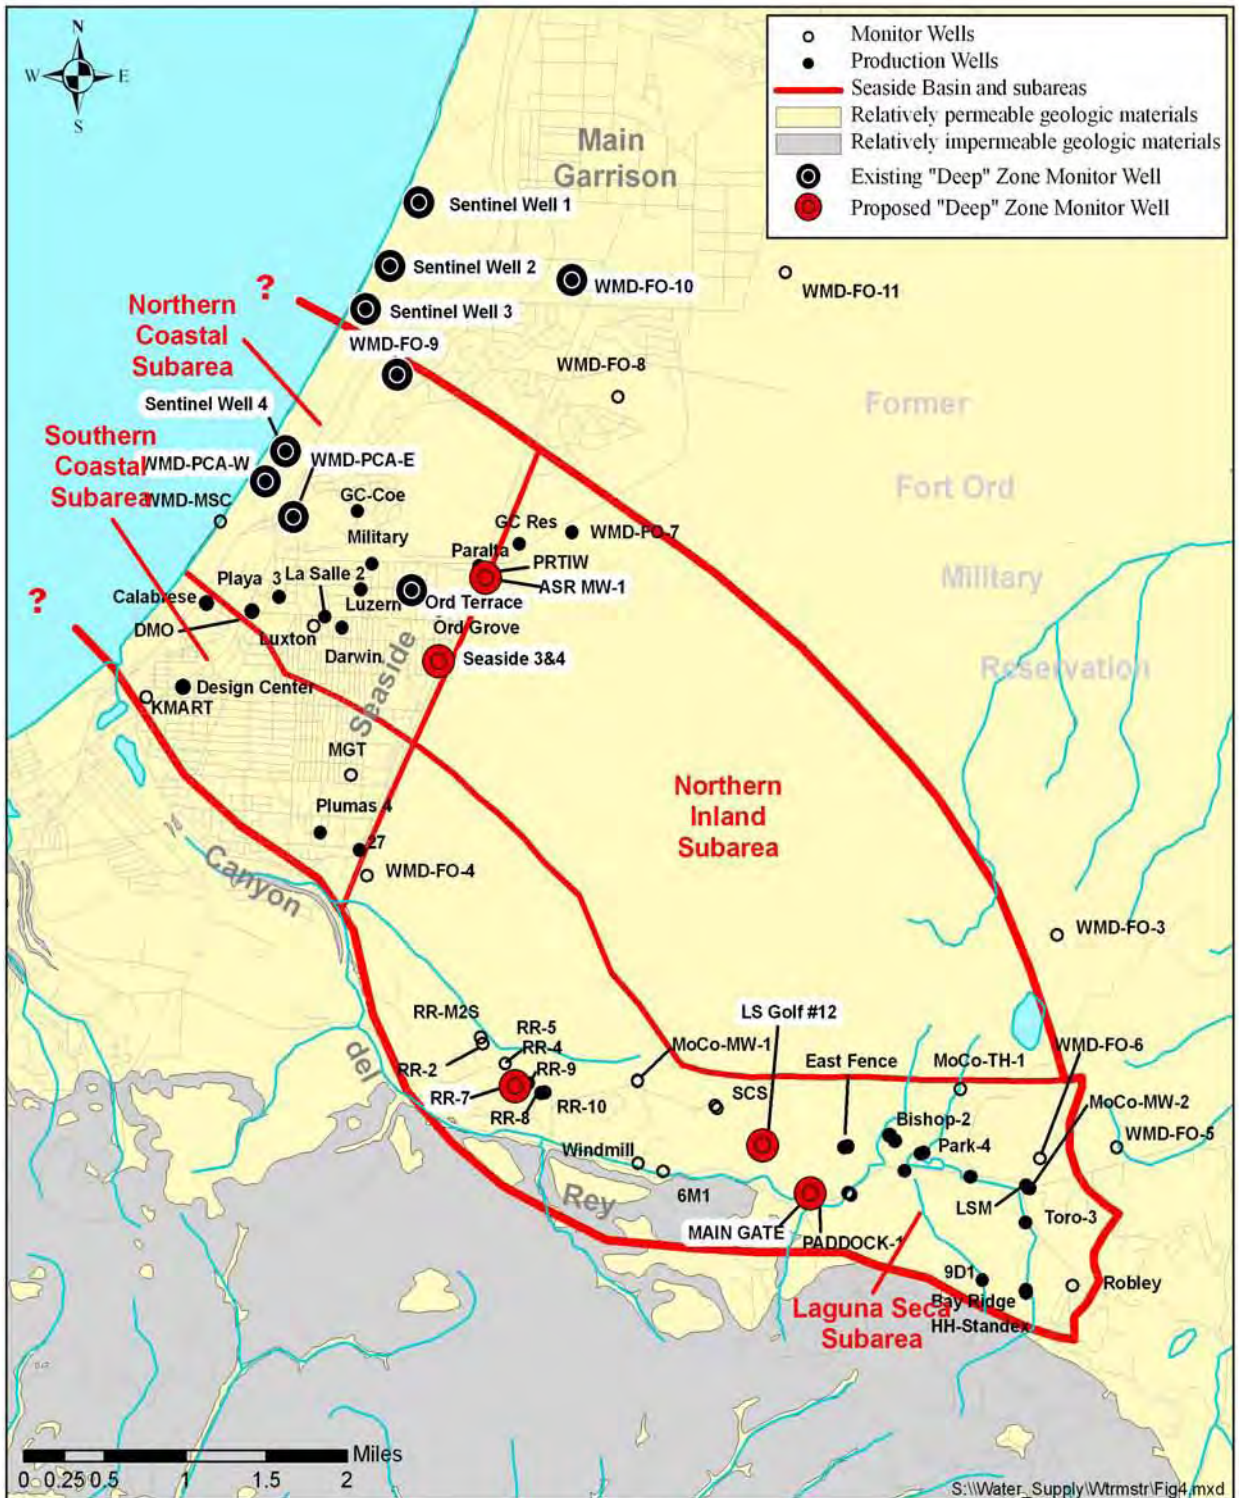 N
W
E
S
Monitor Wells
Production Wells
Seaside Basin and subareas
Relatively permeable geologic materials
Relatively impermeable geologic materials
Existing "Deep" Zone Monitor Well
Proposed "Deep" Zone Monitor Well
Main
Garrison
Sentinel Well 1
Sentinel Well 2
WMD-FO-10
WMD-FO-11
?
Northern
Coastal
Subarea
Sentinel Well 3
WMD-FO-9
WMD-FO-8
Former
Sentinel Well 4
Southern
Coastal
Subarea
WMD-PCA-W
WMD-PCA-E
WMD-MSC
Fort Ord
GC-Coe
GC Res
WMD-FO-7
Military
Paralta
PRTIW
ASR MW-1
Military
Playa 3
La Salle 2
Calabrese
Luzern
Ord Terrace
?
DMO
Luxton
Ord Grove
Darwin
Seaside
Seaside 3&4
Reservation
Design Center
KMART
MGT
Northern
Inland
Subarea
Plumas 4
27
Canyon
WMD-FO-4
WMD-FO-3
RR-M2S
RR-5
RR-4
LS Golf #12
MoCo-MW-1
East Fence
MoCo-TH-1
WMD-FO-6
del
RR-2
RR-9
RR-7
RR-8
RR-10
SCS
MoCo-MW-2
Bishop-2
WMD-FO-5
Park-4
Windmill
Rey
6M1
LSM
Toro-3
MAIN GATE
PADDOCK-1
9D1
Robley
Bay Ridge
HH-Standex
Laguna Seca
Subarea
Miles
0 0.25 0.5 1 1.5 2
S:\\Water_Supply\Wtrmstr\Fig4.mxd